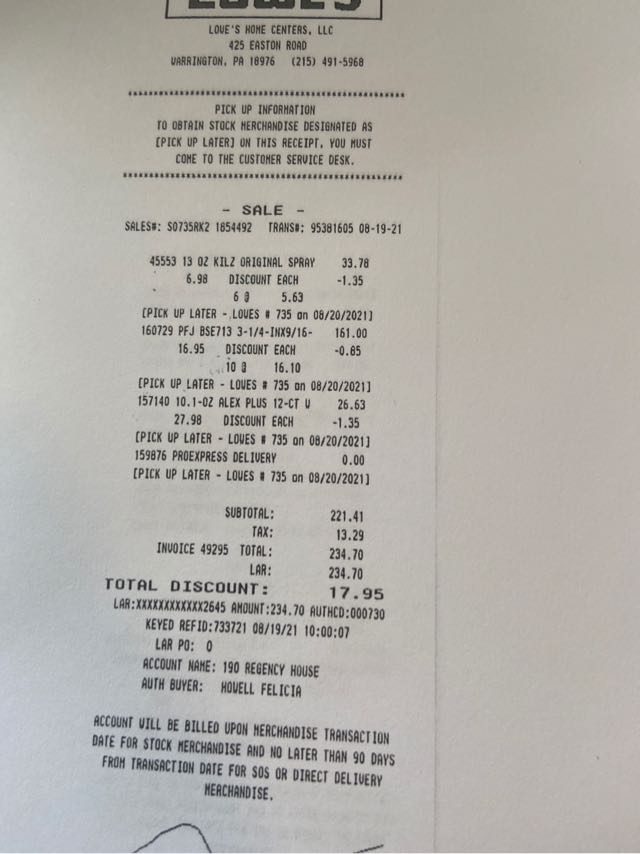 LOWE'S
LOWE'S HOME CENTERS, LLC
425 EASTON ROAD
WARRINGTON, PA 18976 (215) 491-5968
******************************************
PICK UP INFORMATION
TO OBTAIN STOCK MERCHANDISE DESIGNATED AS
[PICK UP LATER] ON THIS RECEIPT, YOU MUST
COME TO THE CUSTOMER SERVICE DESK.
******************************************
- SALE -
SALES#: S0735RK2 1854492 TRANS#: 95381605 08-19-21
45553 13 OZ KILZ ORIGINAL SPRAY 33.78
6.98 DISCOUNT EACH -1.35
6 @ 5.63
[PICK UP LATER - LOWES # 735 on 08/20/2021]
160729 PFJ BSE713 3-1/4-INX9/16- 161.00
16.95 DISCOUNT EACH -0.85
10 @ 16.10
[PICK UP LATER - LOWES # 735 on 08/20/2021]
157140 10.1-OZ ALEX PLUS 12-CT W 26.63
27.98 DISCOUNT EACH -1.35
[PICK UP LATER - LOWES # 735 on 08/20/2021]
159876 PROEXPRESS DELIVERY 0.00
[PICK UP LATER - LOWES # 735 on 08/20/2021]
SUBTOTAL: 221.41
TAX: 13.29
INVOICE 49295 TOTAL: 234.70
LAR: 234.70
TOTAL DISCOUNT: 17.95
LAR:XXXXXXXXXXXX2645 AMOUNT:234.70 AUTHCD:000730
KEYED REFID:733721 08/19/21 10:00:07
LAR PO: 0
ACCOUNT NAME: 190 REGENCY HOUSE
AUTH BUYER: HOWELL FELICIA
ACCOUNT WILL BE BILLED UPON MERCHANDISE TRANSACTION
DATE FOR STOCK MERCHANDISE AND NO LATER THAN 90 DAYS
FROM TRANSACTION DATE FOR SOS OR DIRECT DELIVERY
MERCHANDISE.